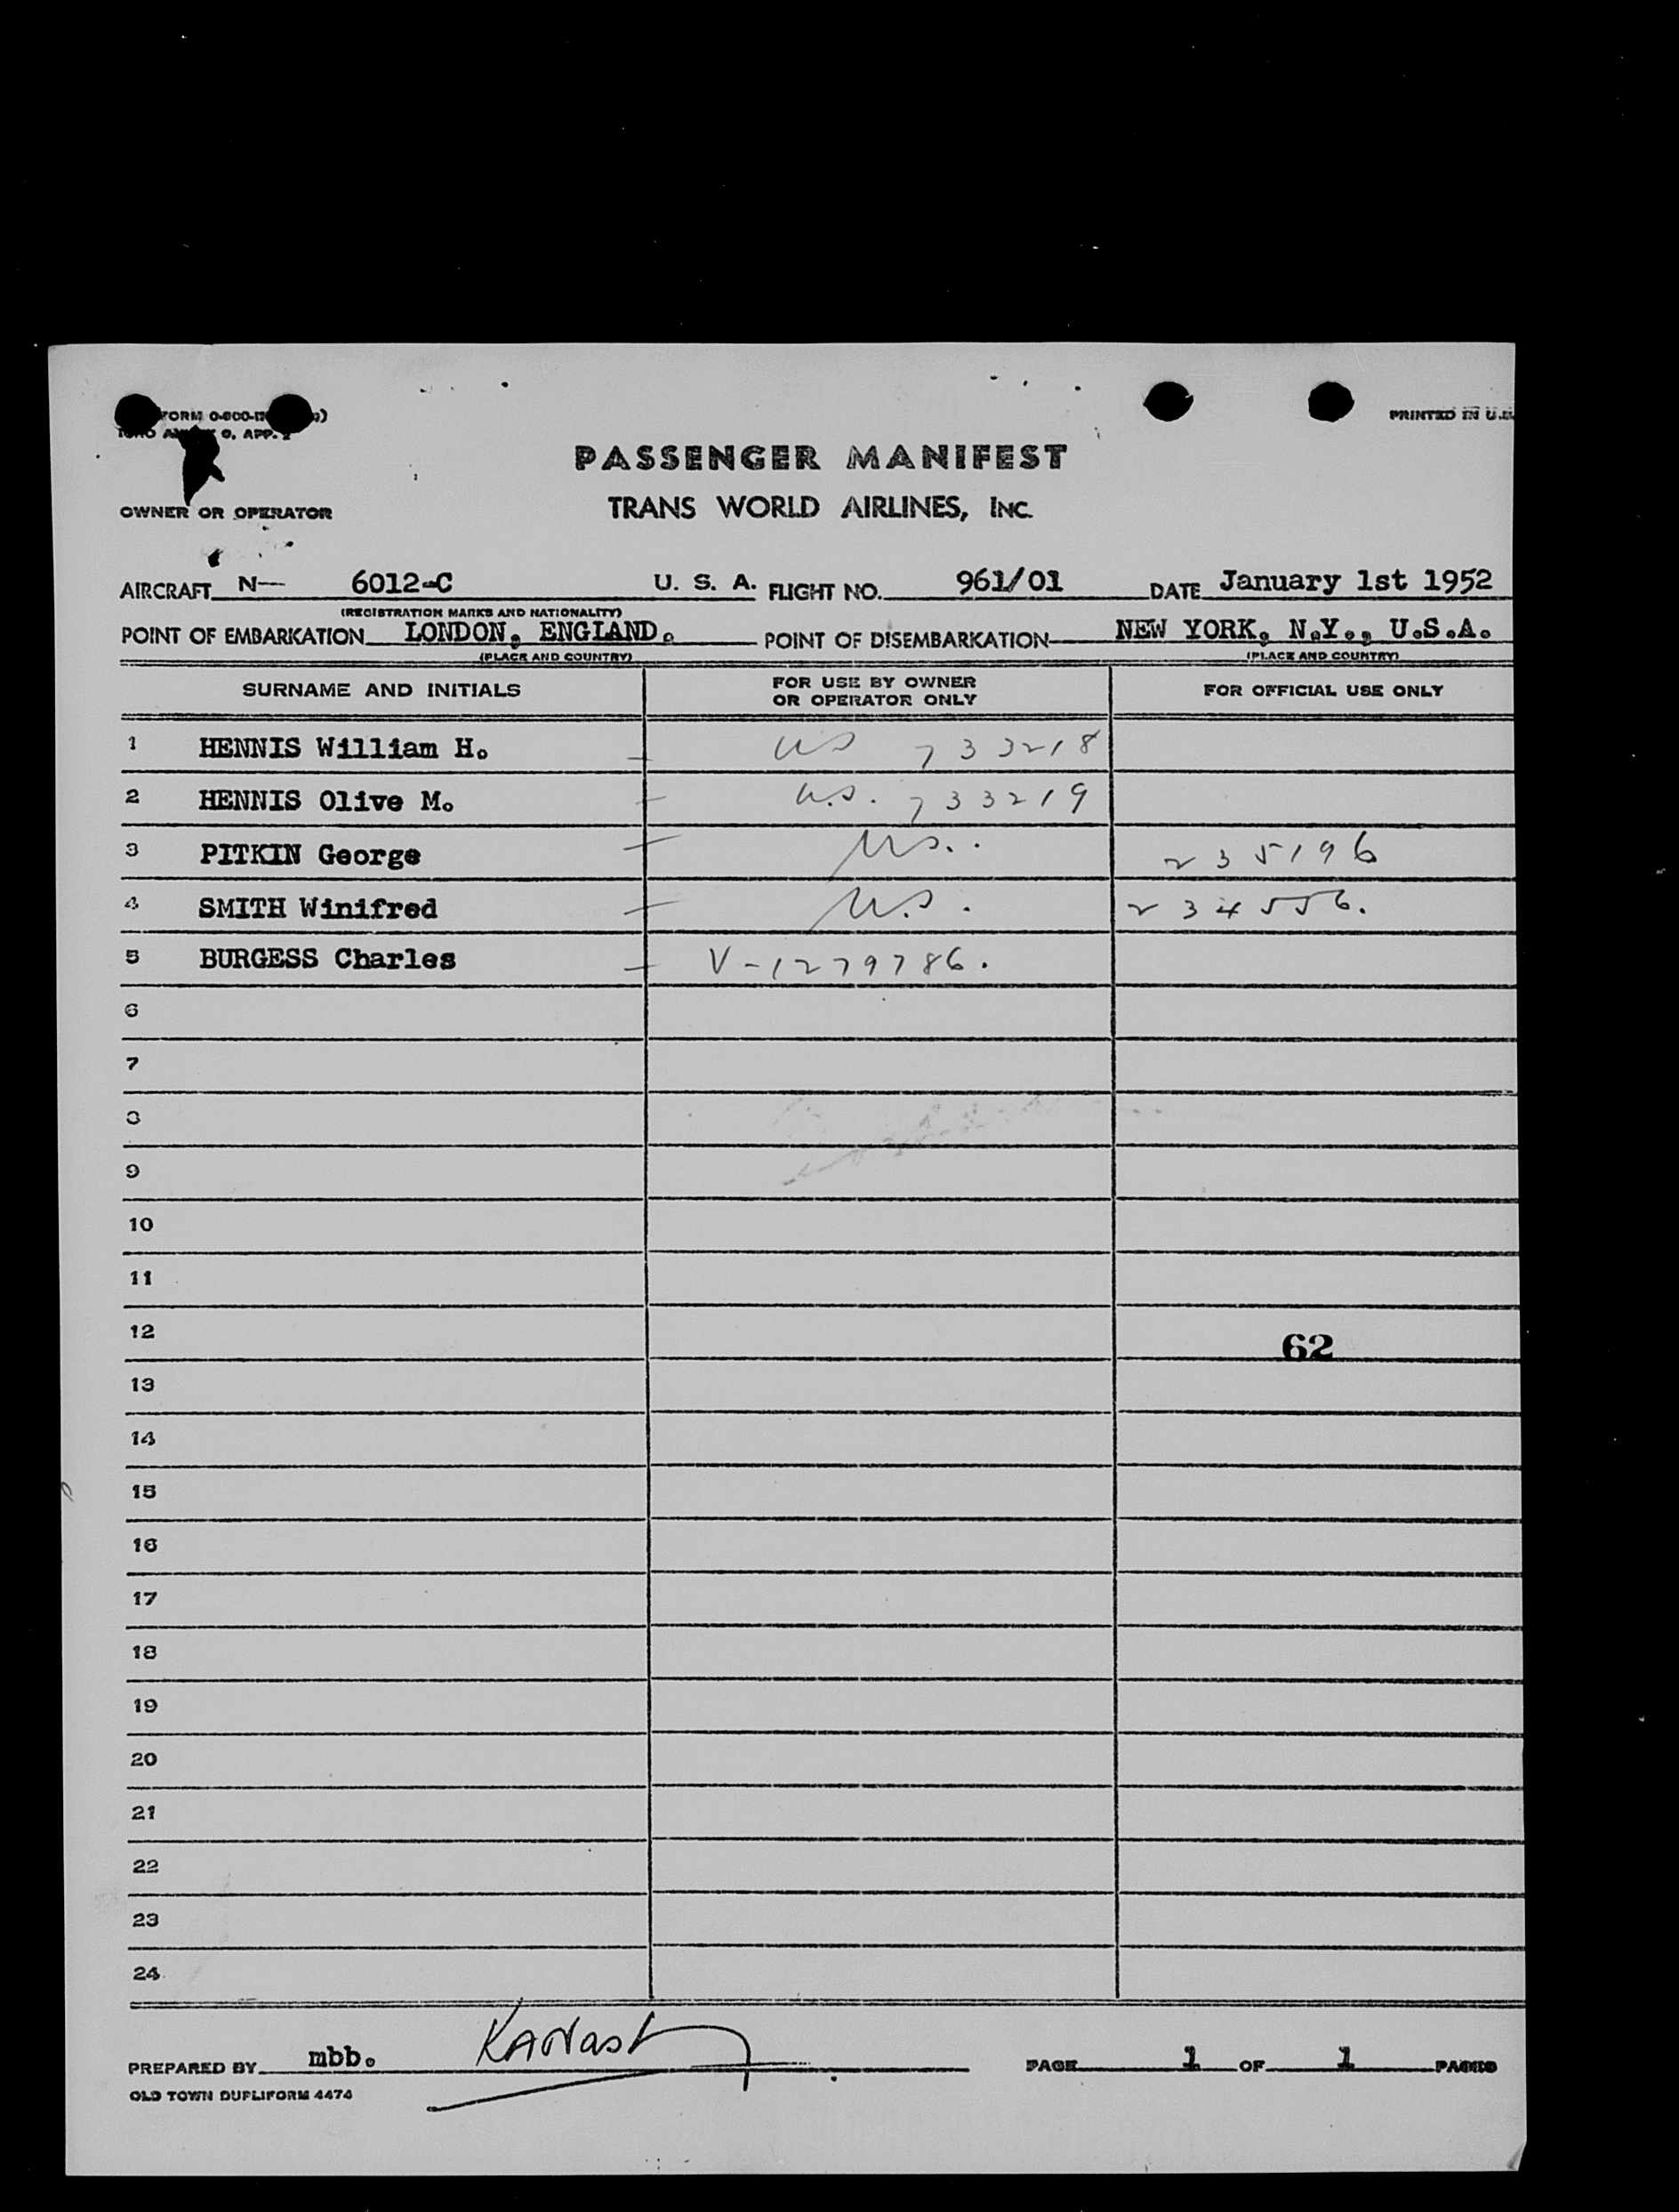 PRINTED IN U.S.
PASSENGER MANIFEST
OWNER OR OPERATOR TRANS WORLD AIRLINES, INC.
AIRCRAFT N— 6012-C U. S. A. FLIGHT NO. 961/01 DATE January 1st 1952
(REGISTRATION MARKS AND NATIONALITY)
POINT OF EMBARKATION LONDON, ENGLAND. POINT OF DISEMBARKATION NEW YORK, N.Y., U.S.A.
(PLACE AND COUNTRY) (PLACE AND COUNTRY)
SURNAME AND INITIALS FOR USE BY OWNER OR OPERATOR ONLY FOR OFFICIAL USE ONLY
1 HENNIS William H. US 733218
2 HENNIS Olive M. U.S. 733219
3 PITKIN George U.S. 235196
4 SMITH Winifred U.S. 234556.
5 BURGESS Charles V-1279786.
6
7
8
9
10
11
12 62
13
14
15
16
17
18
19
20
21
22
23
24
PREPARED BY mbb. PAGE 1 OF 1 PAGES
OLD TOWN DUPLIFORM 4474